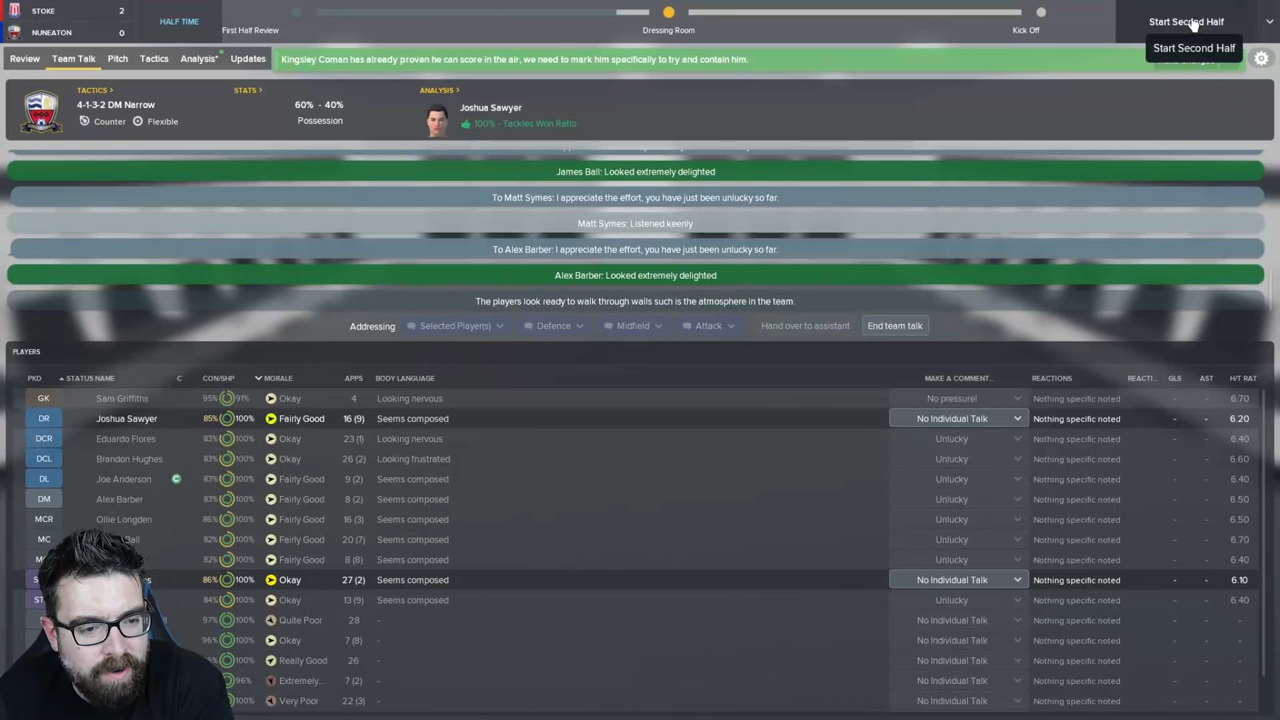 STOKE 2
NUNEATON 0
HALF TIME
First Half Review
Dressing Room
Kick Off
Start Second Half
Start Second Half
Review Team Talk Pitch Tactics Analysis Updates
Kingsley Coman has already proven he can score in the air, we need to mark him specifically to try and contain him.
TACTICS > STATS > ANALYSIS >
4-1-3-2 DM Narrow
Counter Flexible
60% - 40%
Possession
Joshua Sawyer
100% - Tackles Won Ratio
James Ball: Looked extremely delighted
To Matt Symes: I appreciate the effort, you have just been unlucky so far.
Matt Symes: Listened keenly
To Alex Barber: I appreciate the effort, you have just been unlucky so far.
Alex Barber: Looked extremely delighted
The players look ready to walk through walls such is the atmosphere in the team.
Addressing Selected Player(s) Defence Midfield Attack Hand over to assistant End team talk
PLAYERS
PKD STATUS NAME C CON/SHP MORALE APPS BODY LANGUAGE MAKE A COMMENT... REACTIONS REACTI... GLS AST H/T RAT
GK Sam Griffiths 95% 91% Okay 4 Looking nervous No pressure! Nothing specific noted - - 6.70
DR Joshua Sawyer 85% 100% Fairly Good 16 (9) Seems composed No Individual Talk Nothing specific noted - - 6.20
DCR Eduardo Flores 83% 100% Okay 23 (1) Looking nervous Unlucky Nothing specific noted - - 6.40
DCL Brandon Hughes 83% 100% Okay 26 (2) Looking frustrated Unlucky Nothing specific noted - - 6.60
DL Joe Anderson C 83% 100% Fairly Good 9 (2) Seems composed Unlucky Nothing specific noted - - 6.40
DM Alex Barber 83% 100% Fairly Good 8 (2) Seems composed Unlucky Nothing specific noted - - 6.50
MCR Ollie Longden 86% 100% Fairly Good 16 (3) Seems composed Unlucky Nothing specific noted - - 6.50
MC Ball 82% 100% Fairly Good 20 (7) Seems composed Unlucky Nothing specific noted - - 6.70
82% 100% Fairly Good 8 (8) Seems composed Unlucky Nothing specific noted - - 6.40
86% 100% Okay 27 (2) Seems composed No Individual Talk Nothing specific noted - - 6.10
84% 100% Okay 13 (9) Seems composed Unlucky Nothing specific noted - - 6.40
97% 100% Quite Poor 28 - No Individual Talk Nothing specific noted - -
96% 100% Okay 7 (8) - No Individual Talk Nothing specific noted - -
100% Really Good 26 - No Individual Talk Nothing specific noted - -
96% Extremely... 7 (2) - No Individual Talk Nothing specific noted - -
100% Very Poor 22 (3) - No Individual Talk Nothing specific noted - -